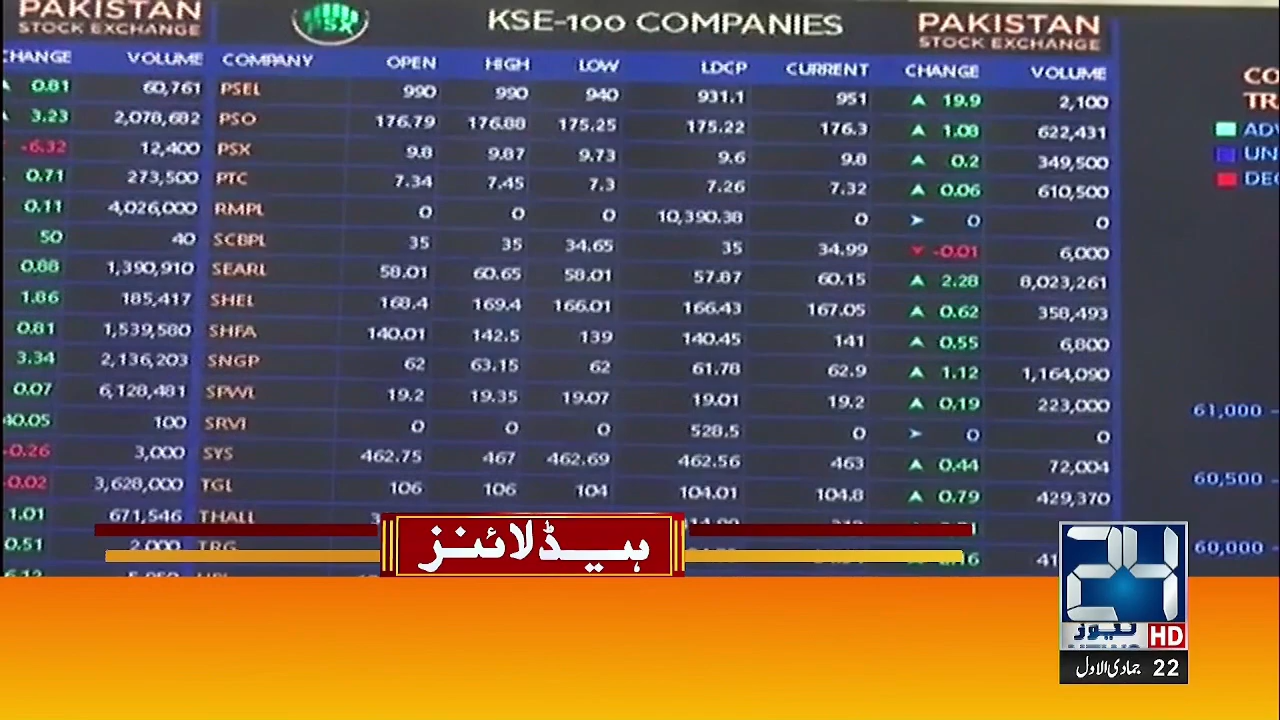 PAKISTAN
STOCK EXCHANGE
PSX
KSE-100 COMPANIES
PAKISTAN
STOCK EXCHANGE
CHANGE VOLUME COMPANY OPEN HIGH LOW LDCP CURRENT CHANGE VOLUME
0.81 60,761 PSEL 990 990 940 931.1 951 19.9 2,100
3.23 2,078,682 PSO 176.79 176.88 175.25 175.22 176.3 1.08 622,431
-6.32 12,400 PSX 9.8 9.87 9.73 9.6 9.8 0.2 349,500
0.71 273,500 PTC 7.34 7.45 7.3 7.26 7.32 0.06 610,500
0.11 4,026,000 RMPL 0 0 0 10,390.38 0 0 0
50 40 SCBPL 35 35 34.65 35 34.99 -0.01 6,000
0.88 1,390,910 SEARL 58.01 60.65 58.01 57.87 60.15 2.28 8,023,261
1.86 185,417 SHEL 168.4 169.4 166.01 166.43 167.05 0.62 358,493
0.81 1,539,580 SHFA 140.01 142.5 139 140.45 141 0.55 6,800
3.34 2,136,203 SNGP 62 63.15 62 61.78 62.9 1.12 1,164,090
0.07 6,128,481 SPWL 19.2 19.35 19.07 19.01 19.2 0.19 223,000
40.05 100 SRVI 0 0 0 528.5 0 0 0
-0.26 3,000 SYS 462.75 467 462.69 462.56 463 0.44 72,004
-0.02 3,628,000 TGL 106 106 104 104.01 104.8 0.79 429,370
1.01 671,546 THALL
0.51 2,000 TRG
61,000
60,500
60,000
ہیڈلائنز
24
نیوز HD
22 جمادی الاول